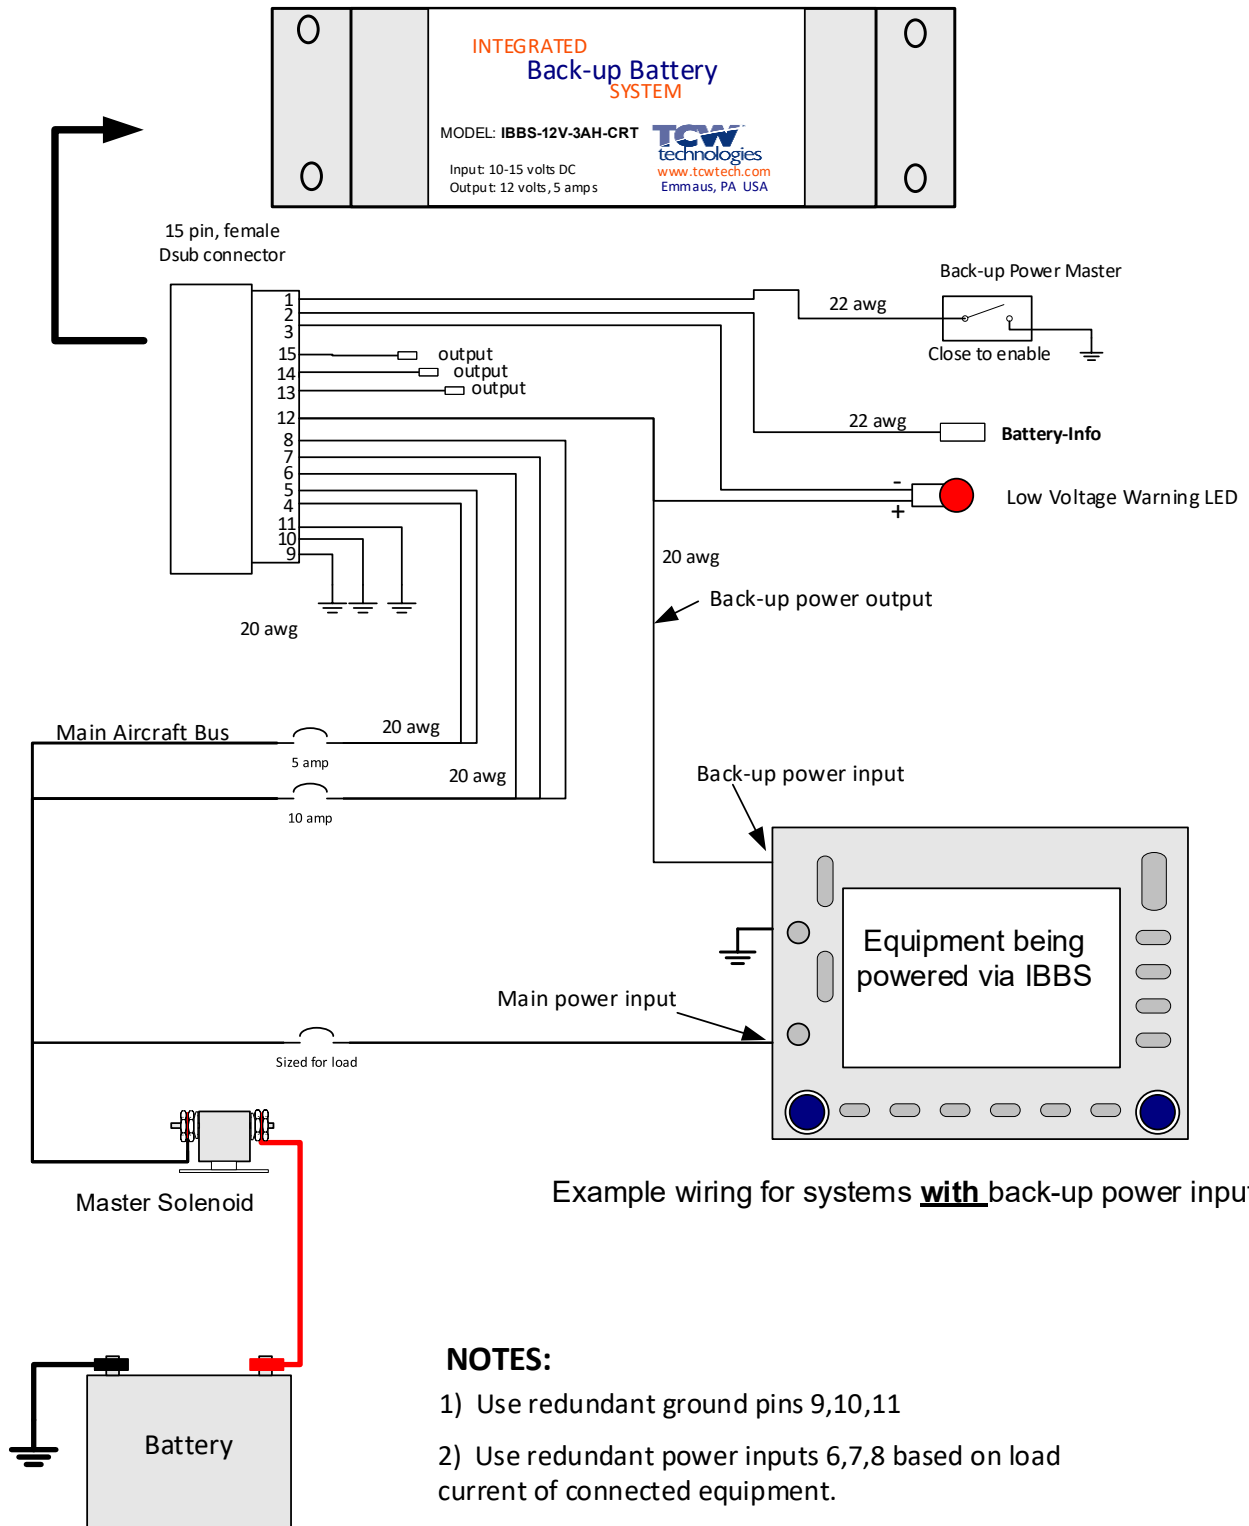 INTEGRATED
Back-up Battery
SYSTEM
MODEL: IBBS-12V-3AH-CRT
TCW
technologies
Input: 10-15 volts DC
www.tcwtech.com
Output: 12 volts, 5 amps
Emmaus, PA USA
15 pin, female
Dsub connector
Back-up Power Master
1
2
3
22 awg
15
output
Close to enable
14
output
13
output
12
22 awg
Battery-Info
8
7
6
5
4
-
+
Low Voltage Warning LED
11
10
9
20 awg
Back-up power output
20 awg
Main Aircraft Bus
20 awg
5 amp
20 awg
Back-up power input
10 amp
Equipment being
powered via IBBS
Main power input
Sized for load
Master Solenoid
Example wiring for systems with back-up power input
NOTES:
1) Use redundant ground pins 9,10,11
Battery
2) Use redundant power inputs 6,7,8 based on load
current of connected equipment.